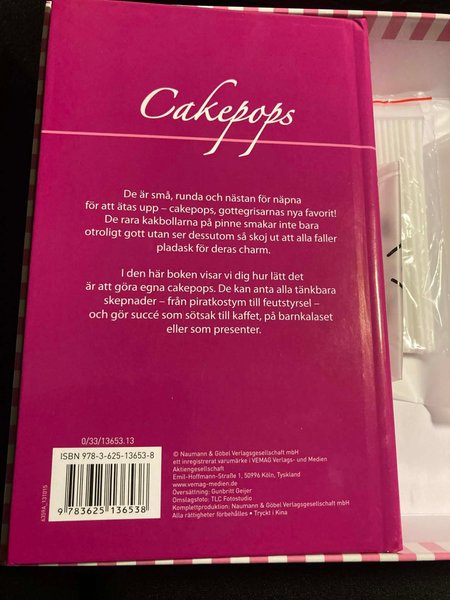 Cakepops
De är små, runda och nästan för näpna
för att ätas upp – cakepops, gottegrisarnas nya favorit!
De rara kakbollarna på pinne smakar inte bara
otroligt gott utan ser dessutom så skoj ut att alla faller
pladask för deras charm.
I den här boken visar vi dig hur lätt det
är att göra egna cakepops. De kan anta alla tänkbara
skepnader – från piratkostym till feutstyrsel –
och gör succé som sötsak till kaffet, på barnkalaset
eller som presenter.
0/33/13653.13
ISBN 978-3-625-13653-8
9 783625 136538
© Naumann & Göbel Verlagsgesellschaft mbH
ett inregistrerat varumärke i VEMAG Verlags- und Medien
Aktiengesellschaft
Emil-Hoffmann-Straße 1, 50996 Köln, Tyskland
www.vemag-medien.de
Översättning: Gunbritt Geijer
Omslagsfoto: TLC Fotostudio
Komplettproduktion: Naumann & Göbel Verlagsgesellschaft mbH
Alla rättigheter förbehålles • Tryckt i Kina